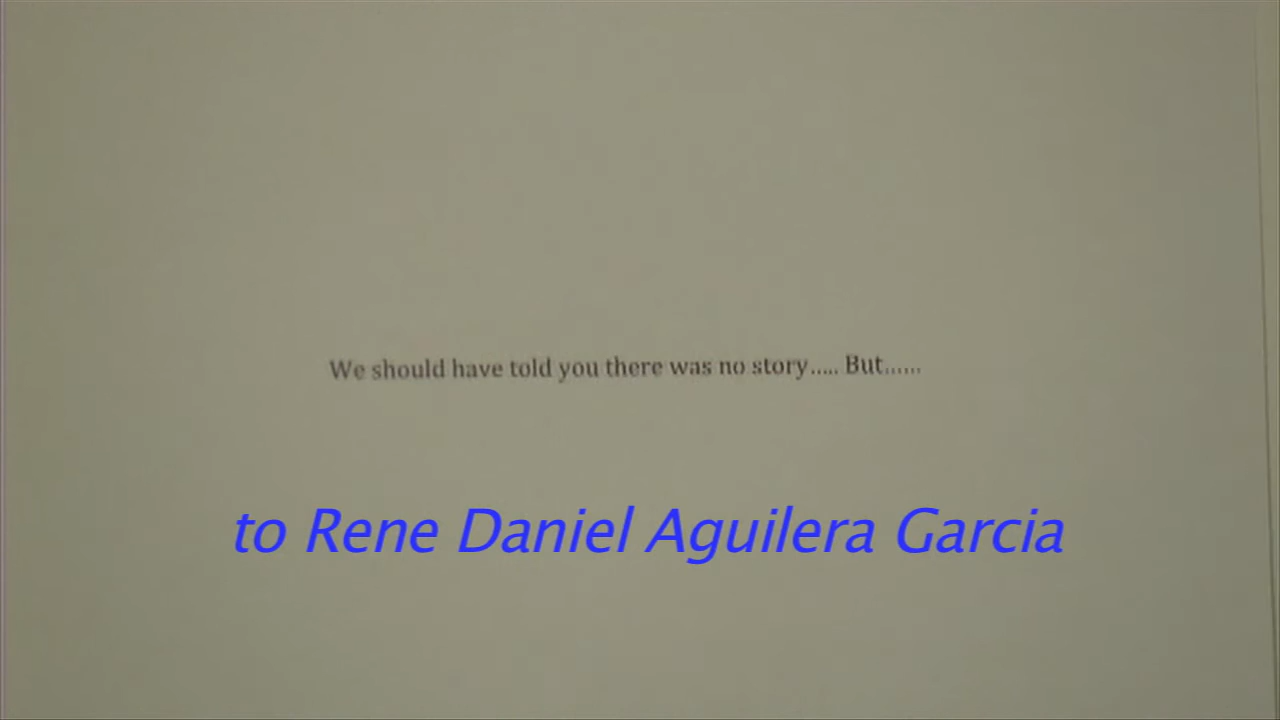 We should have told you there was no story..... But......
to Rene Daniel Aguilera Garcia